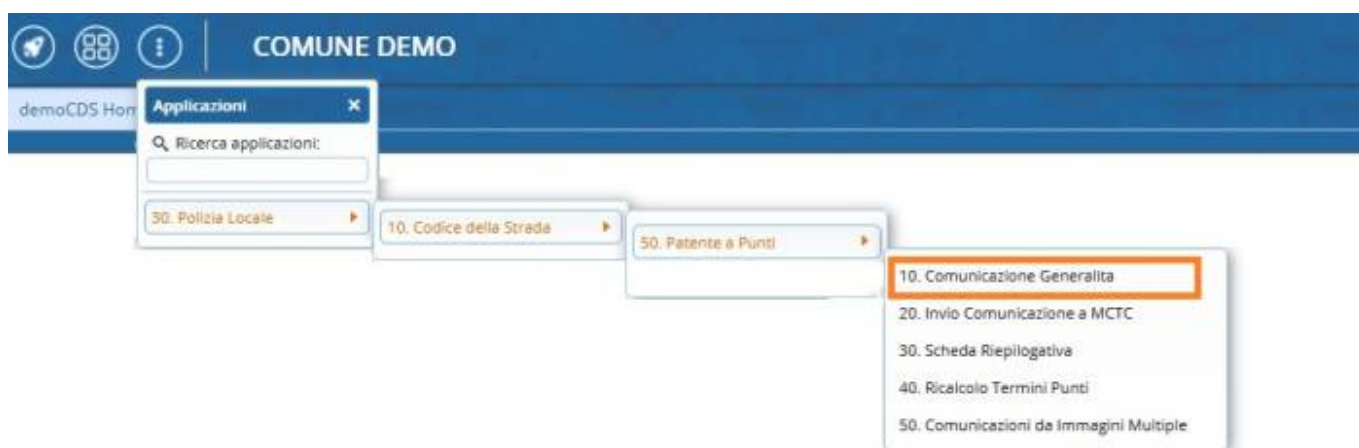 COMUNE DEMO
demoCDS Hom
Applicazioni
Ricerca applicazioni:
30. Polizia Locale
10. Codice della Strada
50. Patente a Punti
10. Comunicazione Generalita
20. Invio Comunicazione a MCTC
30. Scheda Riepilogativa
40. Ricalcolo Termini Punti
50. Comunicazioni da Immagini Multiple